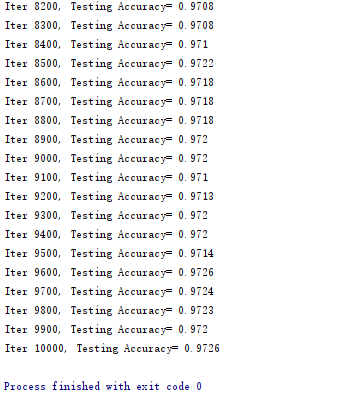 Iter 8200, Testing Accuracy= 0.9708
Iter 8300, Testing Accuracy= 0.9708
Iter 8400, Testing Accuracy= 0.971
Iter 8500, Testing Accuracy= 0.9722
Iter 8600, Testing Accuracy= 0.9718
Iter 8700, Testing Accuracy= 0.9718
Iter 8800, Testing Accuracy= 0.9718
Iter 8900, Testing Accuracy= 0.972
Iter 9000, Testing Accuracy= 0.972
Iter 9100, Testing Accuracy= 0.971
Iter 9200, Testing Accuracy= 0.9713
Iter 9300, Testing Accuracy= 0.972
Iter 9400, Testing Accuracy= 0.972
Iter 9500, Testing Accuracy= 0.9714
Iter 9600, Testing Accuracy= 0.9726
Iter 9700, Testing Accuracy= 0.9724
Iter 9800, Testing Accuracy= 0.9723
Iter 9900, Testing Accuracy= 0.972
Iter 10000, Testing Accuracy= 0.9726
Process finished with exit code 0